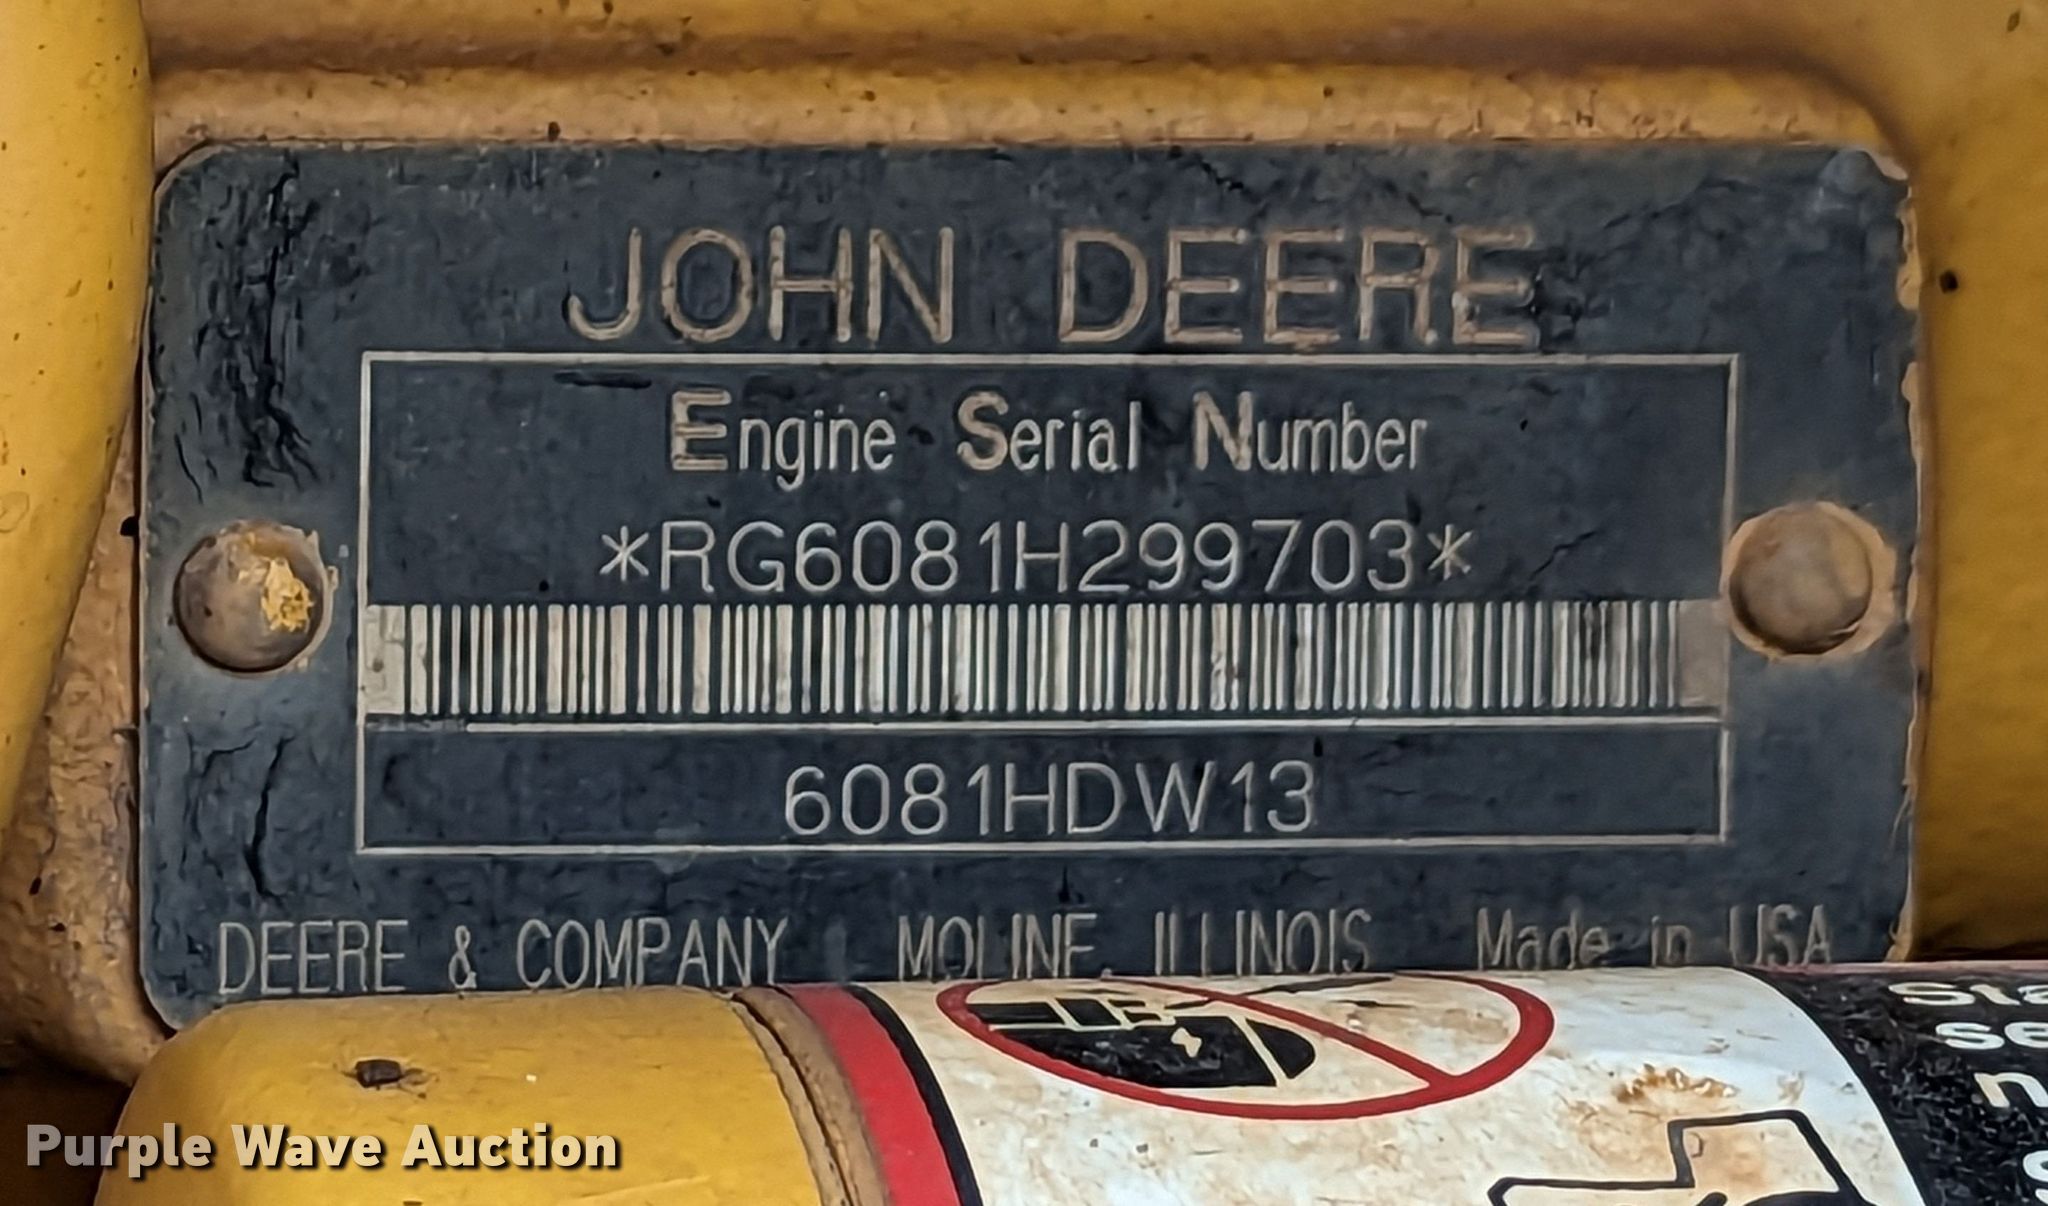 JOHN DEERE
Engine Serial Number
*RG6081H299703*
6081HDW13
DEERE & COMPANY MOLINE, ILLINOIS Made in USA
Purple Wave Auction